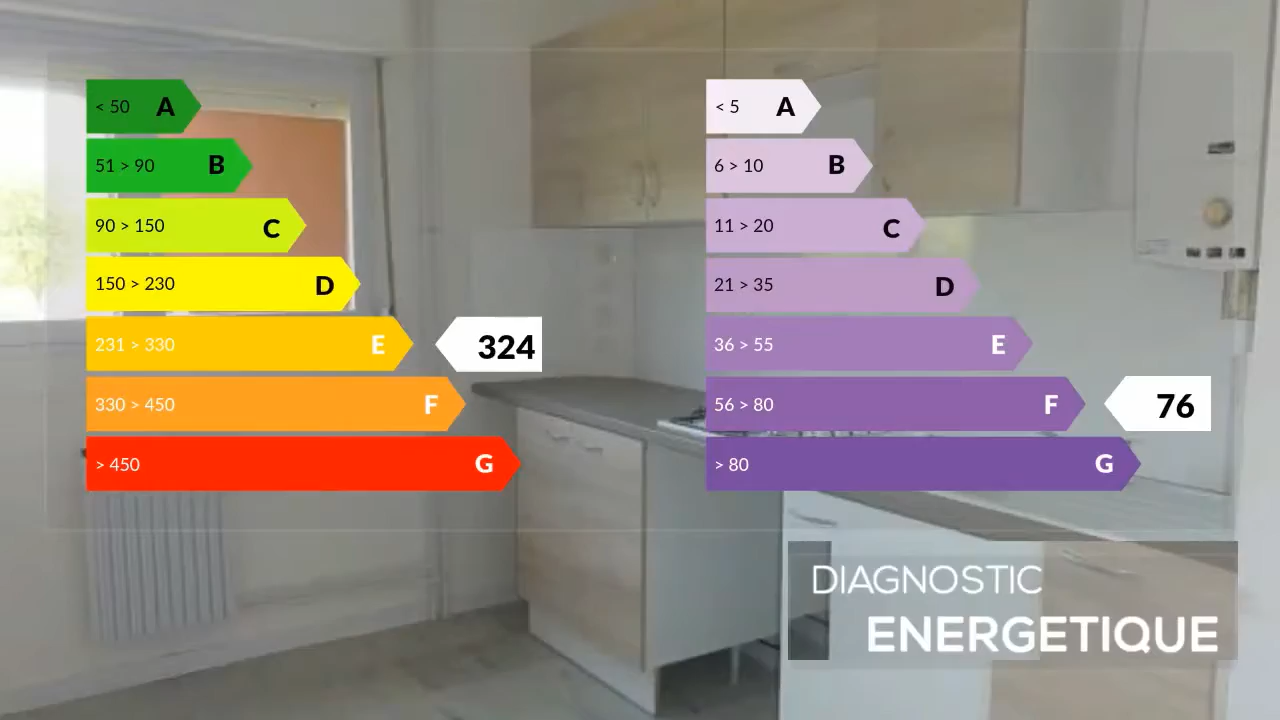 < 50 A
51 > 90 B
90 > 150 C
150 > 230 D
231 > 330 E
324
330 > 450 F
> 450 G
< 5 A
6 > 10 B
11 > 20 C
21 > 35 D
36 > 55 E
56 > 80 F
76
> 80 G
DIAGNOSTIC
ENERGETIQUE